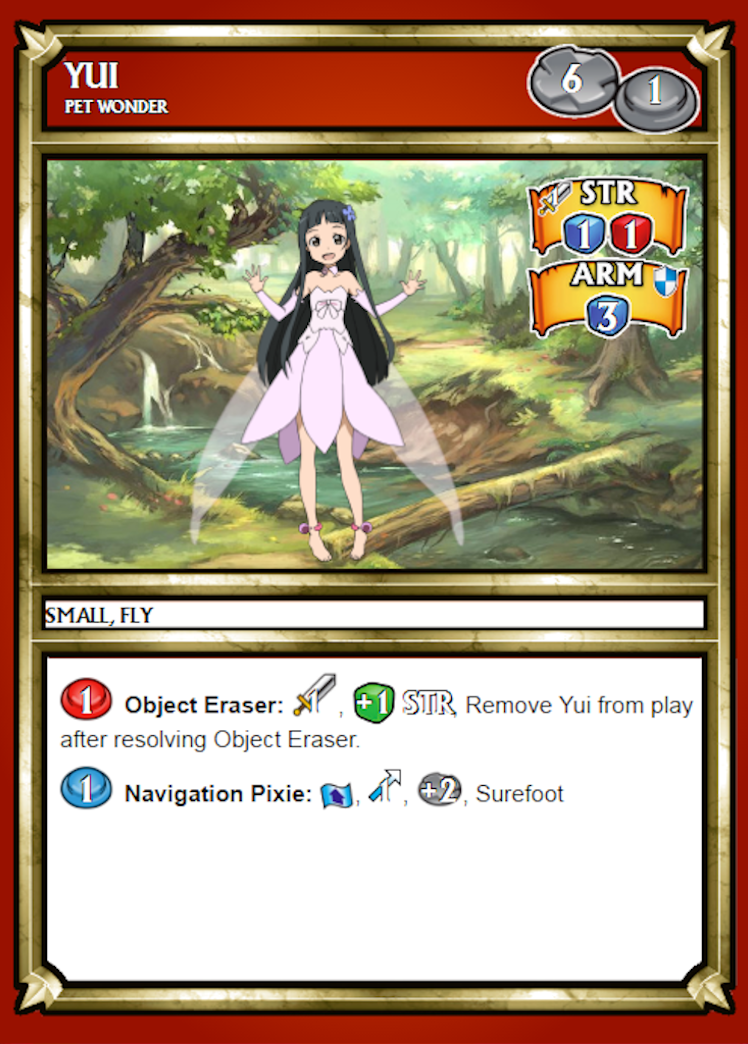 YUI
PET WONDER
6 1
STR
1 1
ARM
3
SMALL, FLY
1 Object Eraser: , +1 STR, Remove Yui from play
after resolving Object Eraser.
1 Navigation Pixie: , , +2, Surefoot